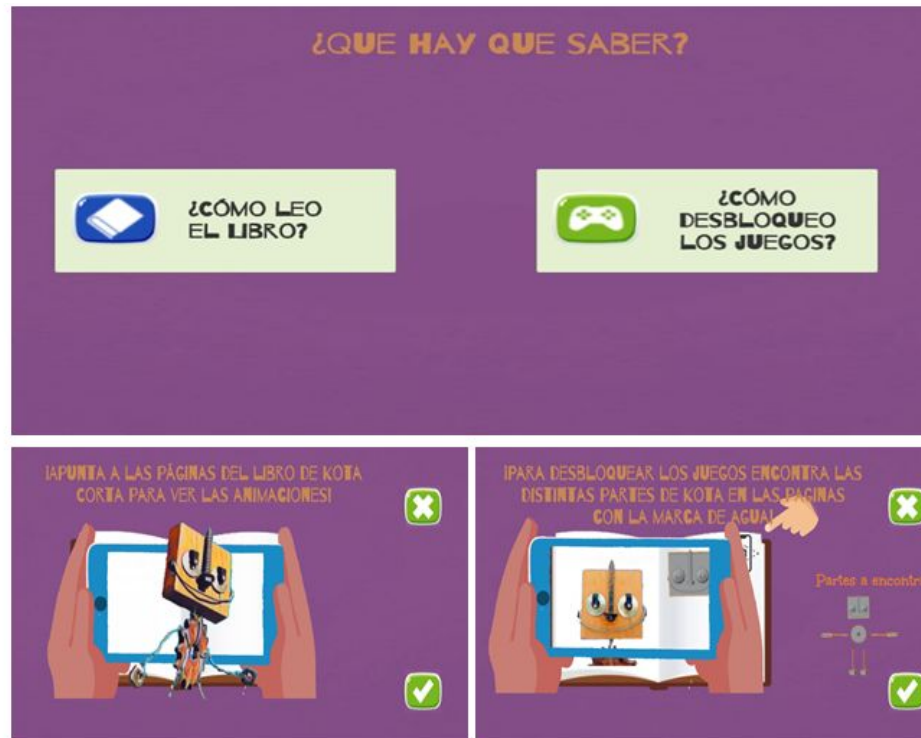 ¿QUE HAY QUE SABER?
¿CÓMO LEO
EL LIBRO?
¿CÓMO
DESBLOQUEO
LOS JUEGOS?
¡APUNTA A LAS PÁGINAS DEL LIBRO DE KOTA
CORTA PARA VER LAS ANIMACIONES!
¡PARA DESBLOQUEAR LOS JUEGOS ENCONTRA LAS
DISTINTAS PARTES DE KOTA EN LAS PÁGINAS
CON LA MARCA DE AGUA!
Partes a encontr